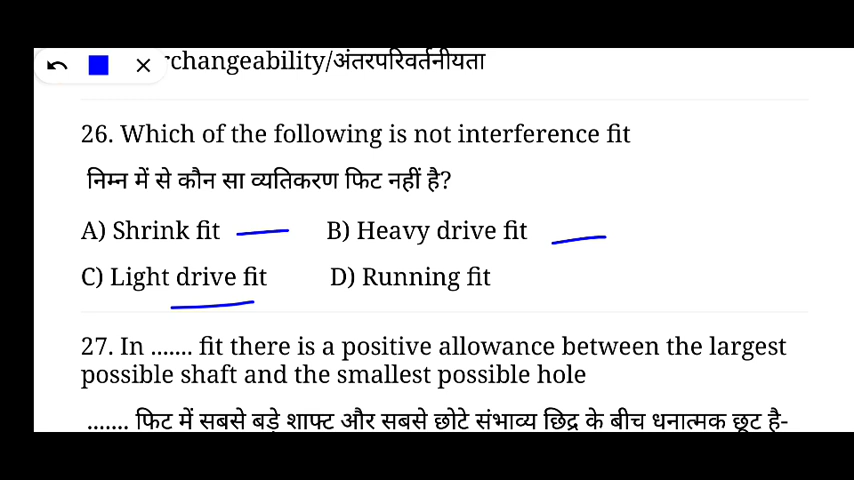 rchangeability/अंतरपरिवर्तनीयता
26. Which of the following is not interference fit
निम्न में से कौन सा व्यतिकरण फिट नहीं है?
A) Shrink fit B) Heavy drive fit
C) Light drive fit D) Running fit
27. In ....... fit there is a positive allowance between the largest
possible shaft and the smallest possible hole
....... फिट में सबसे बड़े शाफ्ट और सबसे छोटे संभाव्य छिद्र के बीच धनात्मक छूट है-